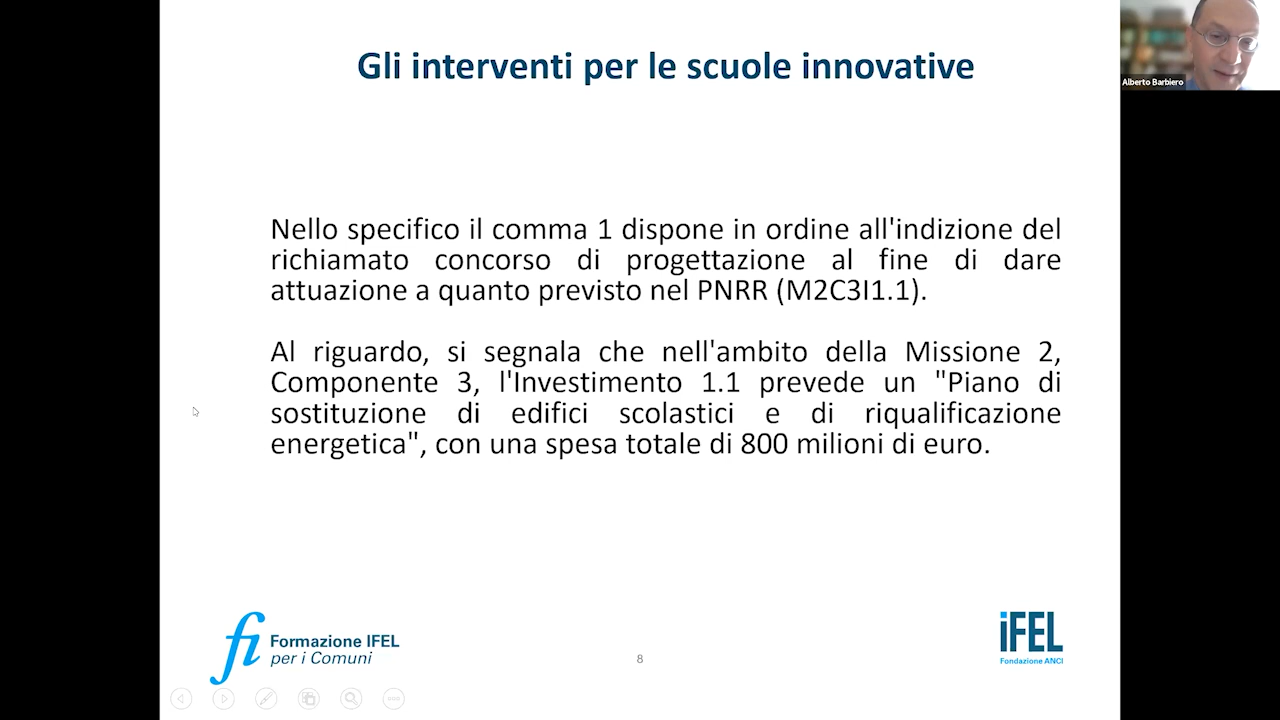 Gli interventi per le scuole innovative
Alberto Barbiero
Nello specifico il comma 1 dispone in ordine all'indizione del
richiamato concorso di progettazione al fine di dare
attuazione a quanto previsto nel PNRR (M2C3I1.1).
Al riguardo, si segnala che nell'ambito della Missione 2,
Componente 3, l'Investimento 1.1 prevede un "Piano di
sostituzione di edifici scolastici e di riqualificazione
energetica", con una spesa totale di 800 milioni di euro.
fi
Formazione IFEL
per i Comuni
8
iFEL
Fondazione ANCI